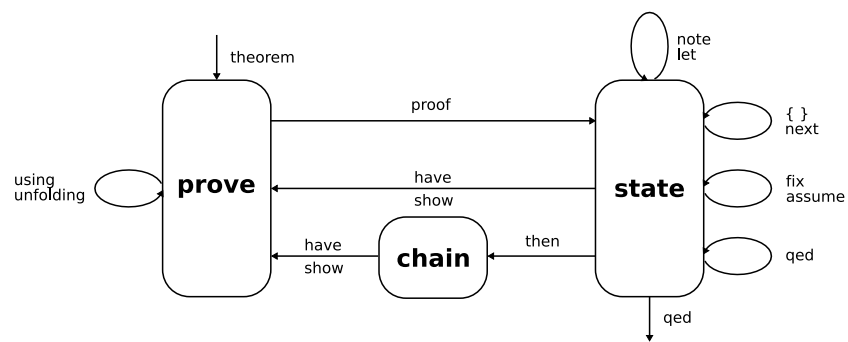 theorem
note
let
proof
{ }
next
using
unfolding
prove
have
show
state
fix
assume
have
show
chain
then
qed
qed